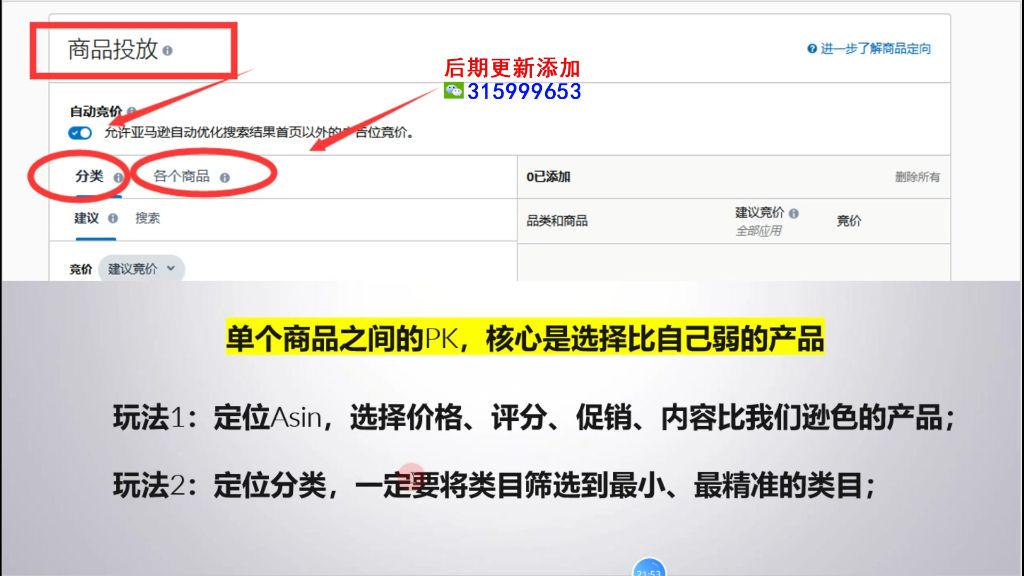 商品投放
进一步了解商品定向
后期更新添加
315999653
自动竞价
允许亚马逊自动优化搜索结果首页以外的广告位竞价。
分类 各个商品
0已添加 删除所有
建议 搜索
品类和商品 建议竞价 竞价
全部应用
竞价 建议竞价
单个商品之间的PK，核心是选择比自己弱的产品
玩法1：定位Asin，选择价格、评分、促销、内容比我们逊色的产品；
玩法2：定位分类，一定要将类目筛选到最小、最精准的类目；
21:53